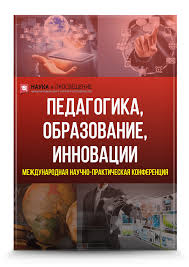 НАУКА и ПРОСВЕЩЕНИЕ
ПЕДАГОГИКА,
ОБРАЗОВАНИЕ,
ИННОВАЦИИ
МЕЖДУНАРОДНАЯ НАУЧНО-ПРАКТИЧЕСКАЯ КОНФЕРЕНЦИЯ